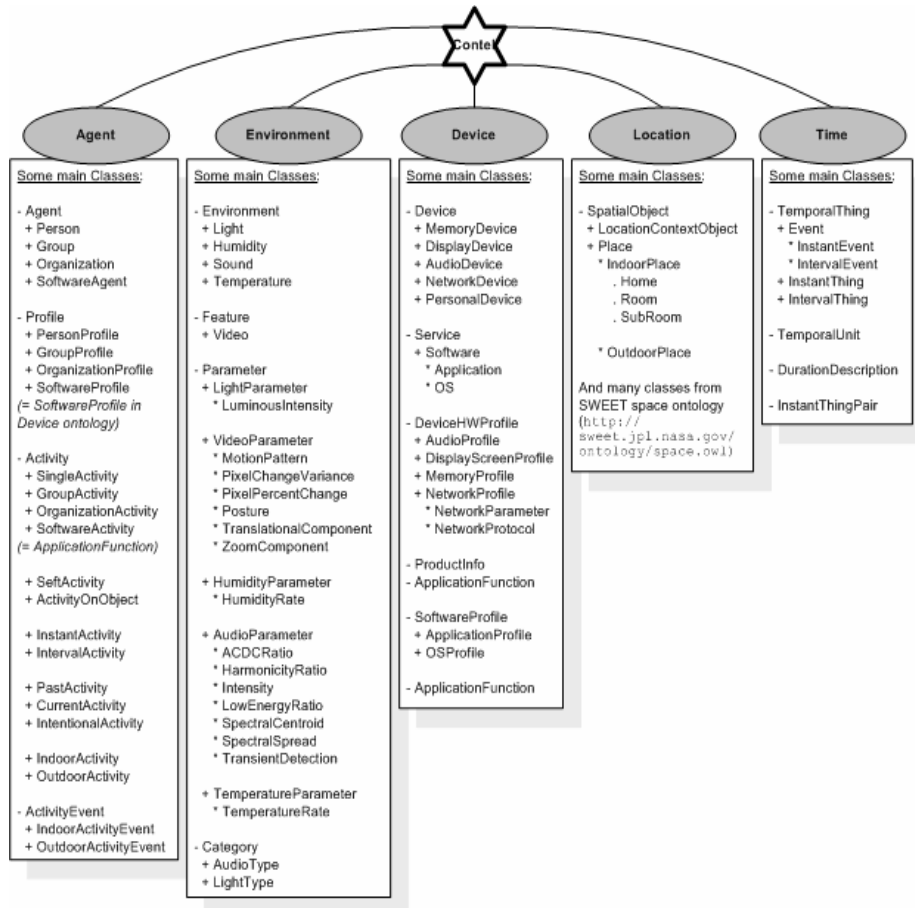 Contel
Agent
Environment
Device
Location
Time
Some main Classes:
- Agent
+ Person
+ Group
+ Organization
+ SoftwareAgent
- Profile
+ PersonProfile
+ GroupProfile
+ OrganizationProfile
+ SoftwareProfile
(= SoftwareProfile in
Device ontology)
- Activity
+ SingleActivity
+ GroupActivity
+ OrganizationActivity
+ SoftwareActivity
(= ApplicationFunction)
+ SeftActivity
+ ActivityOnObject
+ InstantActivity
+ IntervalActivity
+ PastActivity
+ CurrentActivity
+ IntentionalActivity
+ IndoorActivity
+ OutdoorActivity
- ActivityEvent
+ IndoorActivityEvent
+ OutdoorActivityEvent
Some main Classes:
- Environment
+ Light
+ Humidity
+ Sound
+ Temperature
- Feature
+ Video
- Parameter
+ LightParameter
* LuminousIntensity
+ VideoParameter
* MotionPattern
* PixelChangeVariance
* PixelPercentChange
* Posture
* TranslationalComponent
* ZoomComponent
+ HumidityParameter
* HumidityRate
+ AudioParameter
* ACDCRatio
* HarmonicityRatio
* Intensity
* LowEnergyRatio
* SpectralCentroid
* SpectralSpread
* TransientDetection
+ TemperatureParameter
* TemperatureRate
- Category
+ AudioType
+ LightType
Some main Classes:
- Device
+ MemoryDevice
+ DisplayDevice
+ AudioDevice
+ NetworkDevice
+ PersonalDevice
- Service
+ Software
* Application
* OS
- DeviceHWProfile
+ AudioProfile
+ DisplayScreenProfile
+ MemoryProfile
+ NetworkProfile
* NetworkParameter
* NetworkProtocol
- ProductInfo
- ApplicationFunction
- SoftwareProfile
+ ApplicationProfile
+ OSProfile
- ApplicationFunction
Some main Classes:
- SpatialObject
+ LocationContextObject
+ Place
* IndoorPlace
. Home
. Room
. SubRoom
* OutdoorPlace
And many classes from
SWEET space ontology
(http://
sweet.jpl.nasa.gov/
ontology/space.owl)
Some main Classes:
- TemporalThing
+ Event
* InstantEvent
* IntervalEvent
+ InstantThing
+ IntervalThing
- TemporalUnit
- DurationDescription
- InstantThingPair